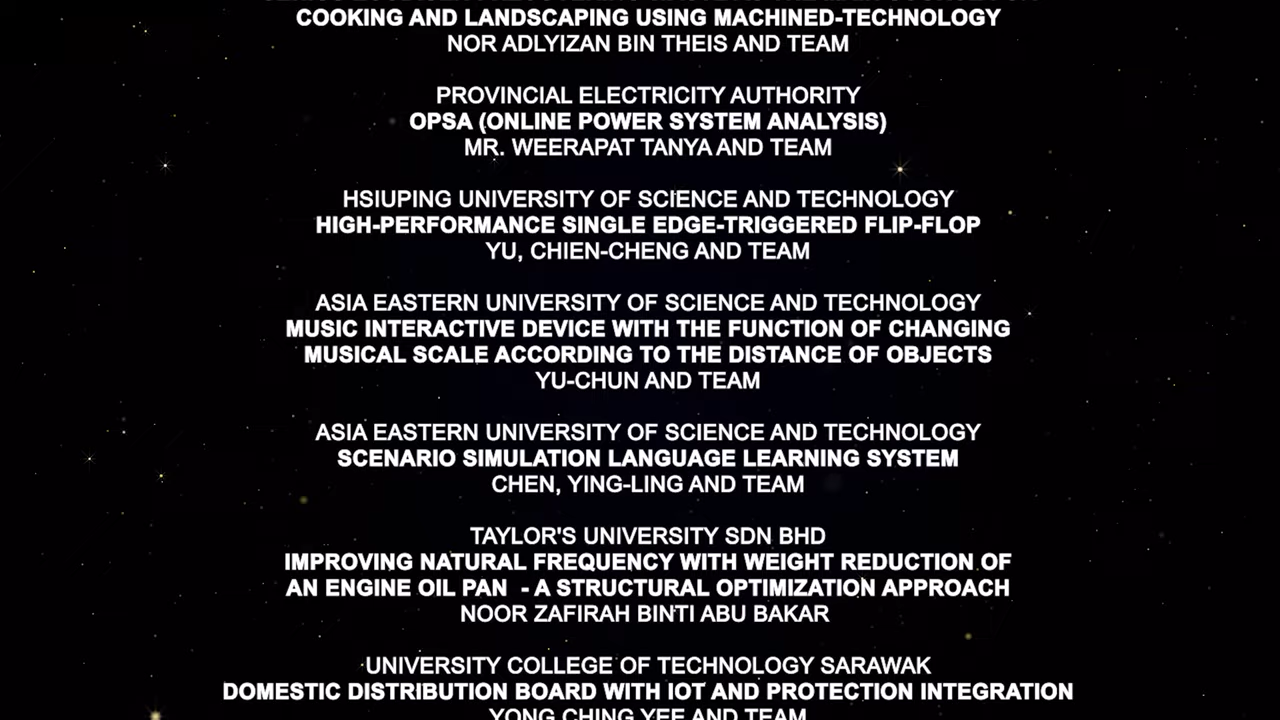 COOKING AND LANDSCAPING USING MACHINED-TECHNOLOGY
NOR ADLYIZAN BIN THEIS AND TEAM
PROVINCIAL ELECTRICITY AUTHORITY
OPSA (ONLINE POWER SYSTEM ANALYSIS)
MR. WEERAPAT TANYA AND TEAM
HSIUPING UNIVERSITY OF SCIENCE AND TECHNOLOGY
HIGH-PERFORMANCE SINGLE EDGE-TRIGGERED FLIP-FLOP
YU, CHIEN-CHENG AND TEAM
ASIA EASTERN UNIVERSITY OF SCIENCE AND TECHNOLOGY
MUSIC INTERACTIVE DEVICE WITH THE FUNCTION OF CHANGING
MUSICAL SCALE ACCORDING TO THE DISTANCE OF OBJECTS
YU-CHUN AND TEAM
ASIA EASTERN UNIVERSITY OF SCIENCE AND TECHNOLOGY
SCENARIO SIMULATION LANGUAGE LEARNING SYSTEM
CHEN, YING-LING AND TEAM
TAYLOR'S UNIVERSITY SDN BHD
IMPROVING NATURAL FREQUENCY WITH WEIGHT REDUCTION OF
AN ENGINE OIL PAN - A STRUCTURAL OPTIMIZATION APPROACH
NOOR ZAFIRAH BINTI ABU BAKAR
UNIVERSITY COLLEGE OF TECHNOLOGY SARAWAK
DOMESTIC DISTRIBUTION BOARD WITH IOT AND PROTECTION INTEGRATION
YONG CHING YEE AND TEAM